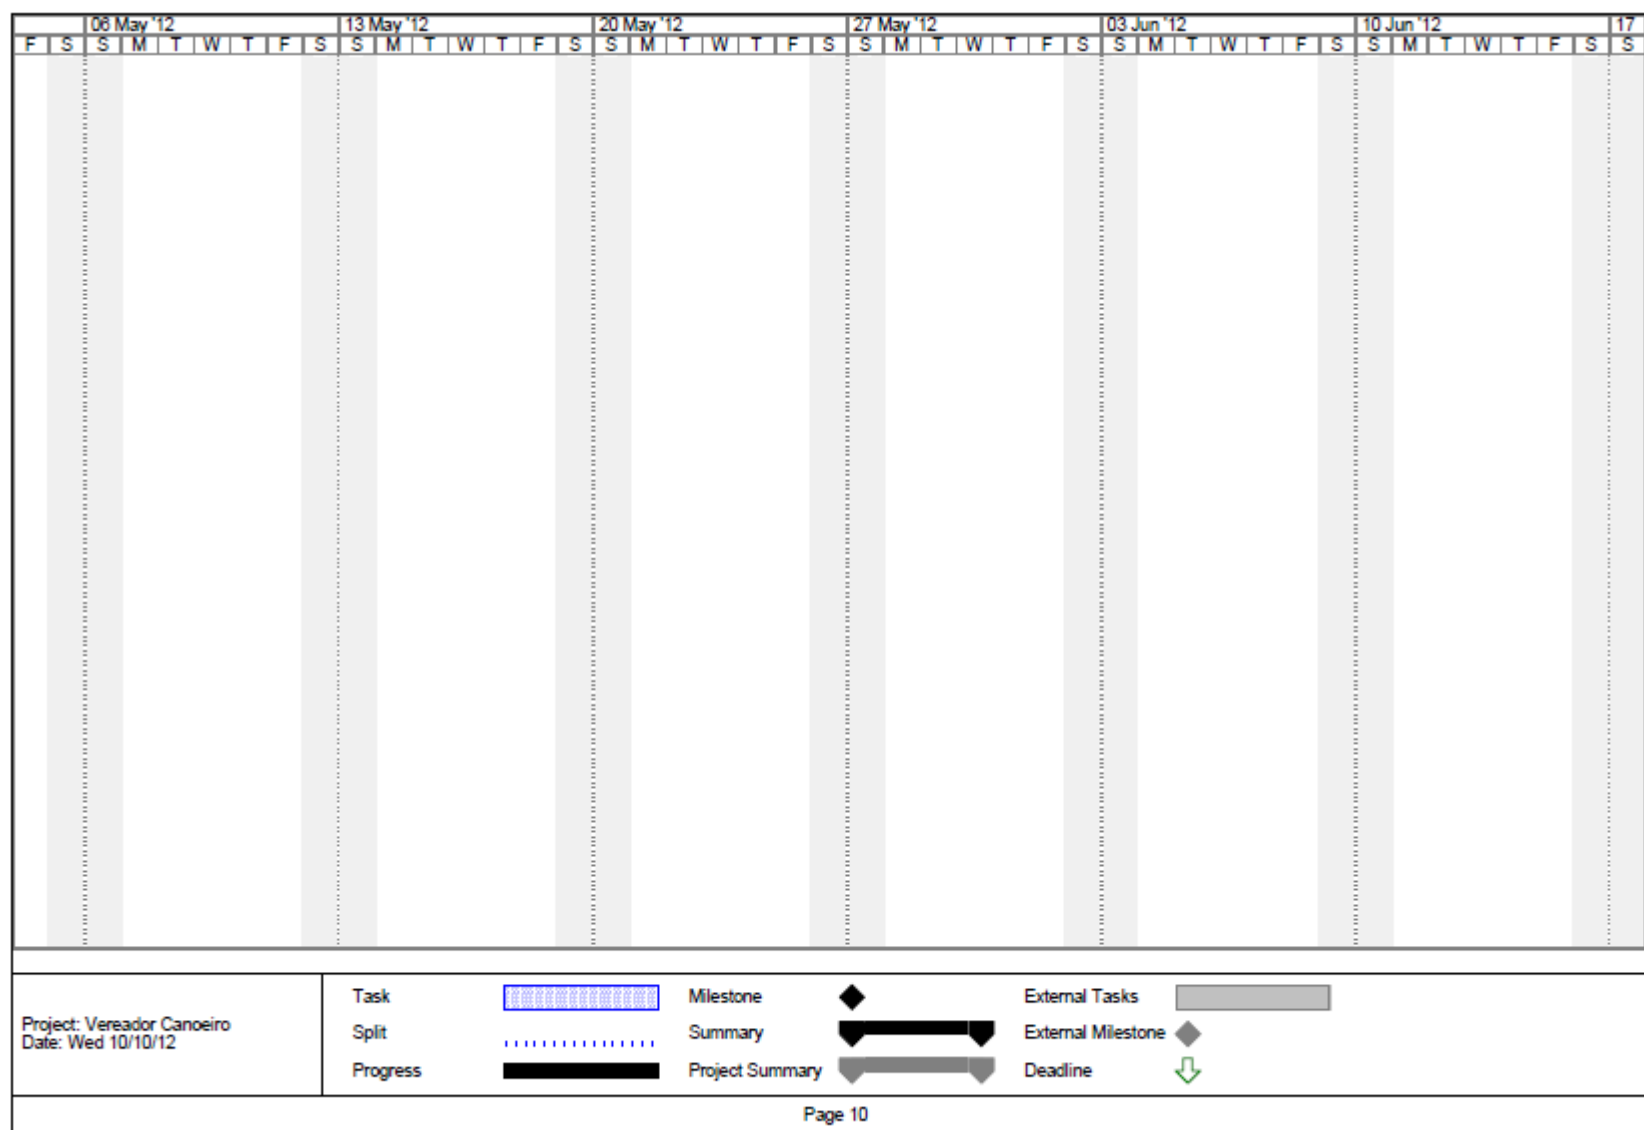 06 May '12 13 May '12 20 May '12 27 May '12 03 Jun '12 10 Jun '12 17
F S S M T W T F S S M T W T F S S M T W T F S S M T W T F S S M T W T F S S M T W T F S S
Project: Vereador Canoeiro
Date: Wed 10/10/12
Task
Split
Progress
Milestone
Summary
Project Summary
External Tasks
External Milestone
Deadline
Page 10